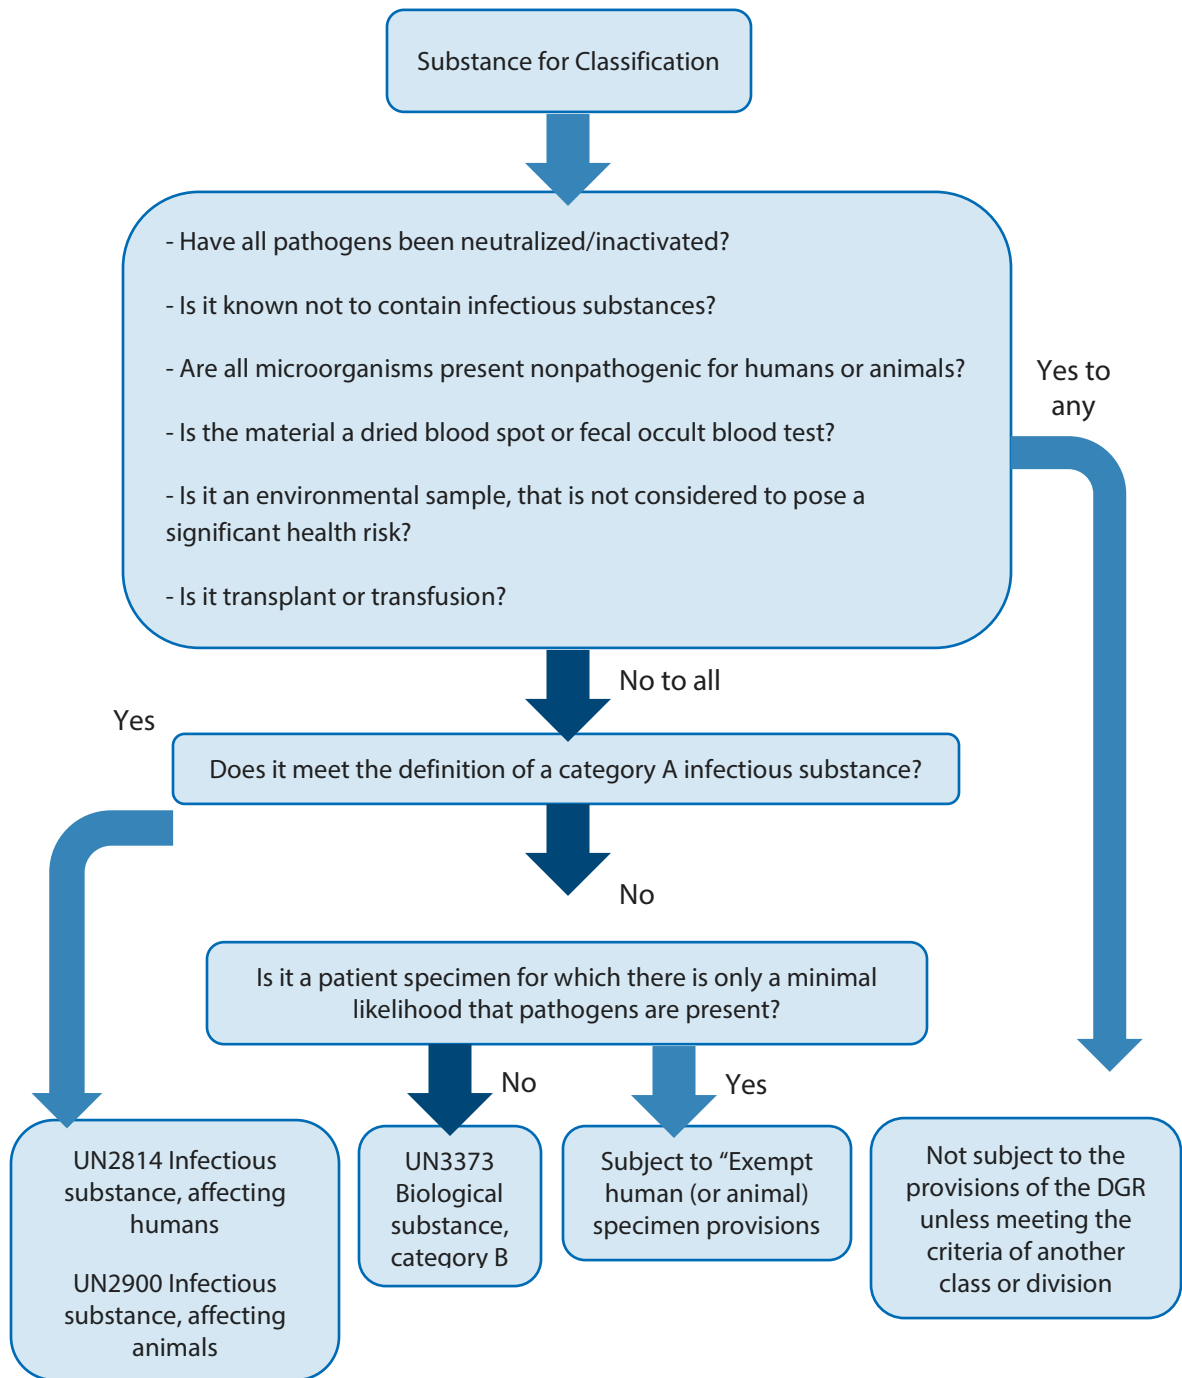 Substance for Classification
- Have all pathogens been neutralized/inactivated?
- Is it known not to contain infectious substances?
- Are all microorganisms present nonpathogenic for humans or animals?
- Is the material a dried blood spot or fecal occult blood test?
- Is it an environmental sample, that is not considered to pose a
significant health risk?
- Is it transplant or transfusion?
Yes to
any
No to all
Yes
Does it meet the definition of a category A infectious substance?
No
Is it a patient specimen for which there is only a minimal
likelihood that pathogens are present?
No
Yes
UN2814 Infectious
substance, affecting
humans
UN2900 Infectious
substance, affecting
animals
UN3373
Biological
substance,
category B
Subject to “Exempt
human (or animal)
specimen provisions
Not subject to the
provisions of the DGR
unless meeting the
criteria of another
class or division